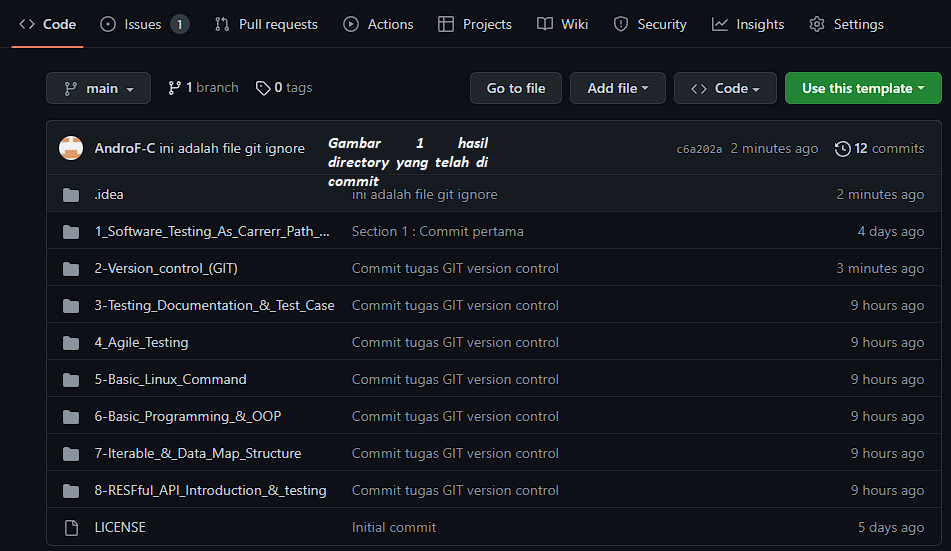 Code Issues 1 Pull requests Actions Projects Wiki Security Insights Settings
main 1 branch 0 tags Go to file Add file Code Use this template
AndroF-C ini adalah file git ignore c6a202a 2 minutes ago 12 commits
Gambar 1 hasil
directory yang telah di
commit
.idea ini adalah file git ignore 2 minutes ago
1_Software_Testing_As_Carrerr_Path_... Section 1 : Commit pertama 4 days ago
2-Version_control_(GIT) Commit tugas GIT version control 3 minutes ago
3-Testing_Documentation_&_Test_Case Commit tugas GIT version control 9 hours ago
4_Agile_Testing Commit tugas GIT version control 9 hours ago
5-Basic_Linux_Command Commit tugas GIT version control 9 hours ago
6-Basic_Programming_&_OOP Commit tugas GIT version control 9 hours ago
7-Iterable_&_Data_Map_Structure Commit tugas GIT version control 9 hours ago
8-RESFful_API_Introduction_&_testing Commit tugas GIT version control 9 hours ago
LICENSE Initial commit 5 days ago